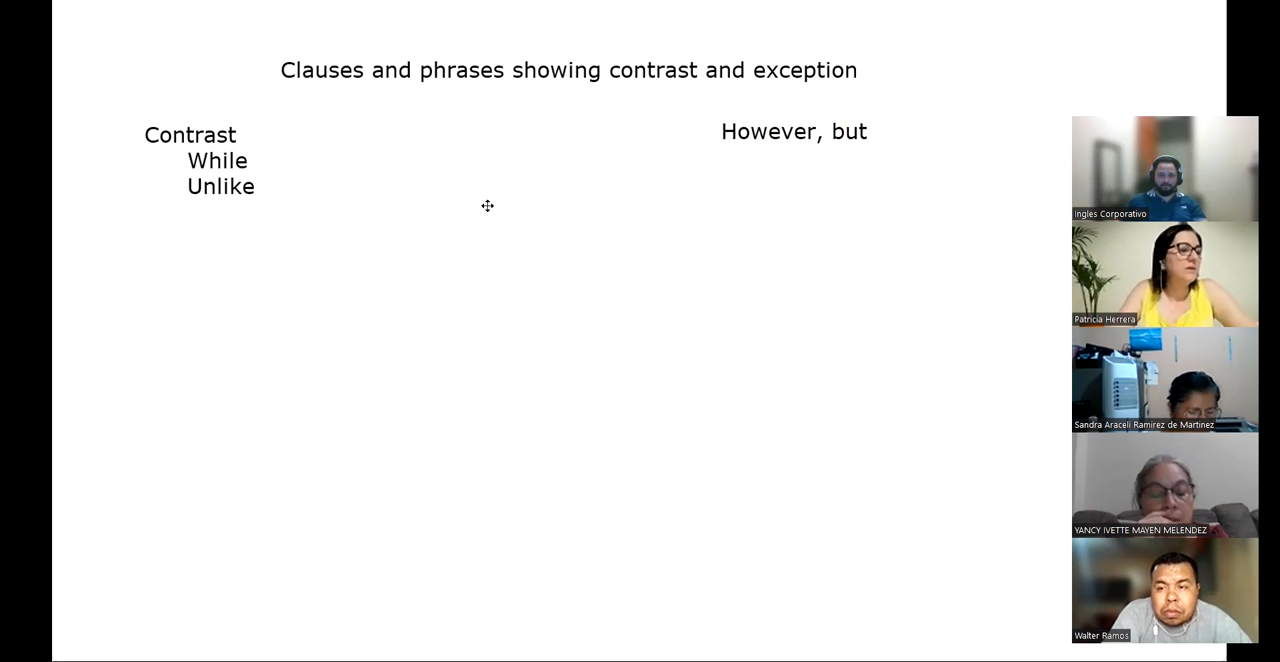 Clauses and phrases showing contrast and exception
Contrast
However, but
While
Unlike
Ingles Corporativo
Patricia Herrera
Sandra Araceli Ramirez de Martinez
YANCY IVETTE MAYEN MELENDEZ
Walter Ramos